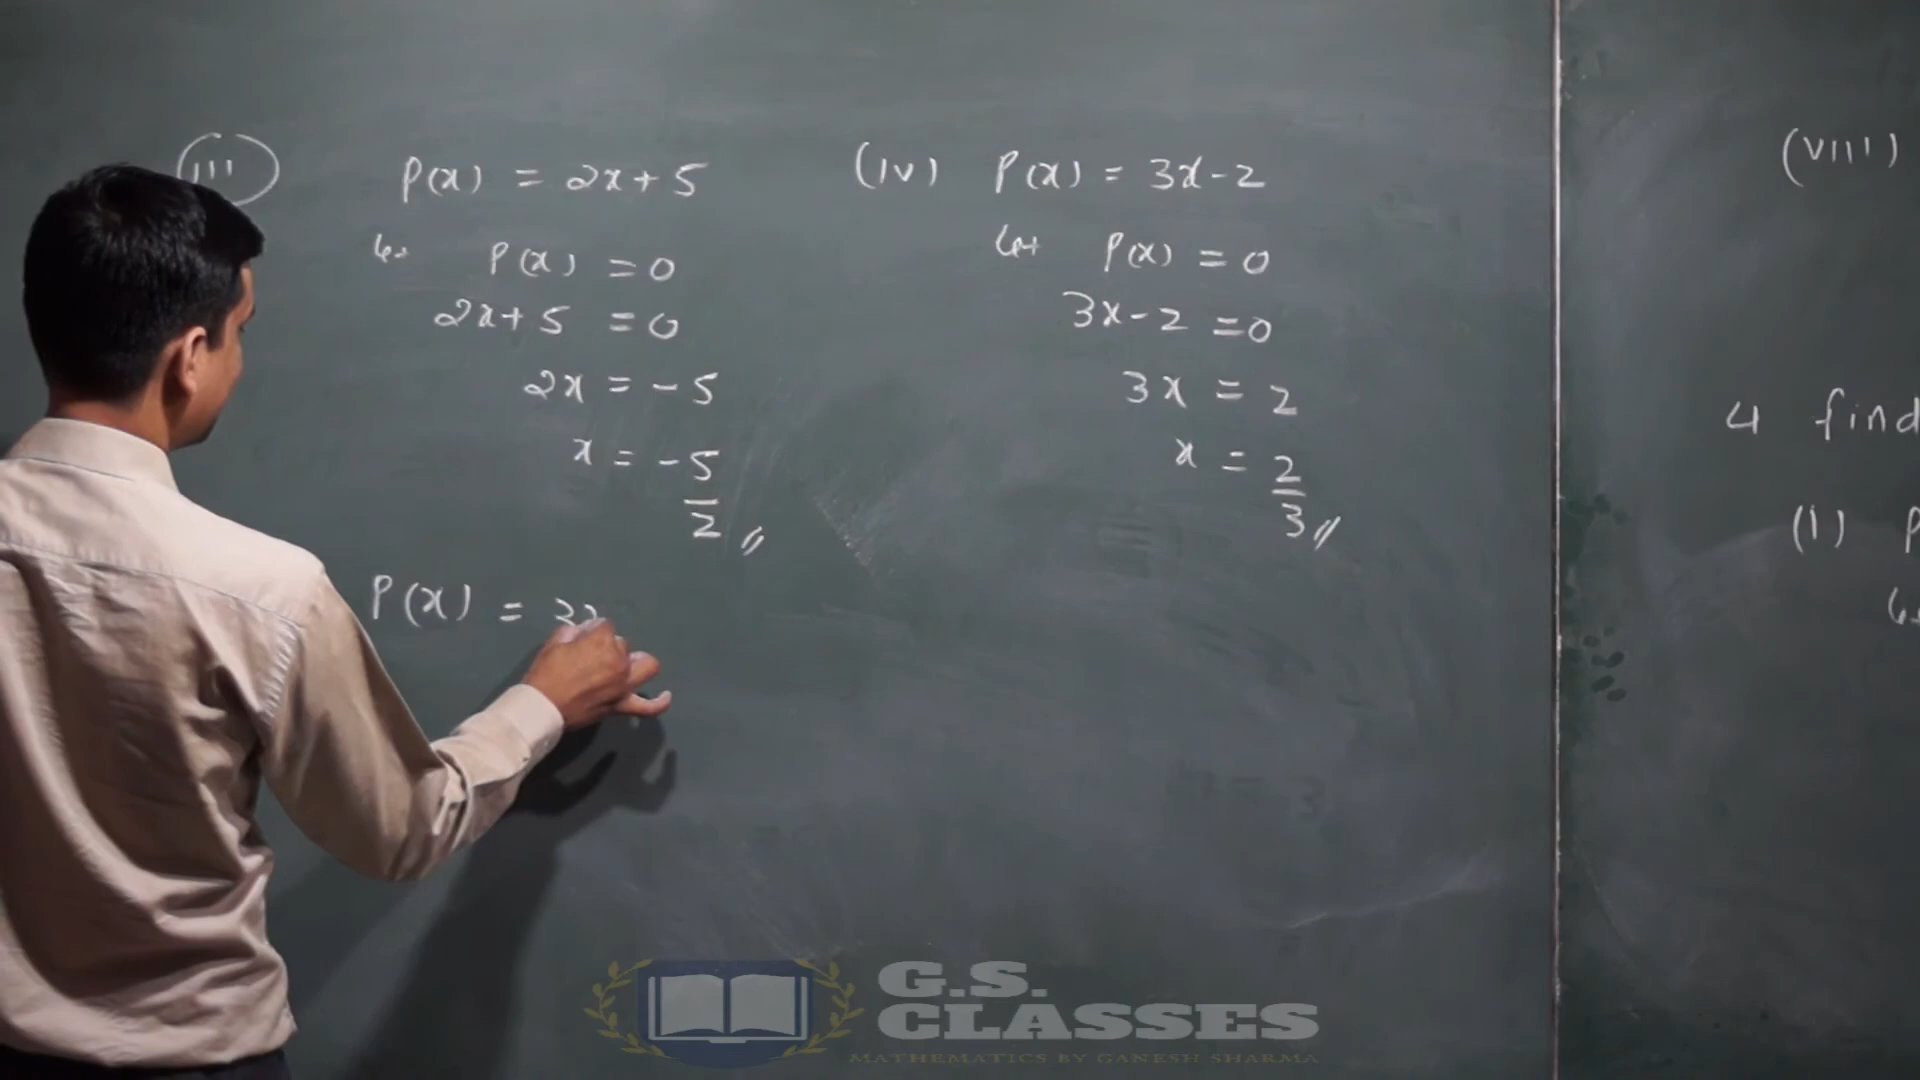 (iii) P(x) = 2x+5
Let P(x) = 0
2x+5 = 0
2x = -5
x = -5/2 //
P(x) = 3x
(iv) P(x) = 3x-2
Let P(x) = 0
3x-2 = 0
3x = 2
x = 2/3 //
(viii)
4 find
(i) P
G.S.
CLASSES
MATHEMATICS BY GANESH SHARMA